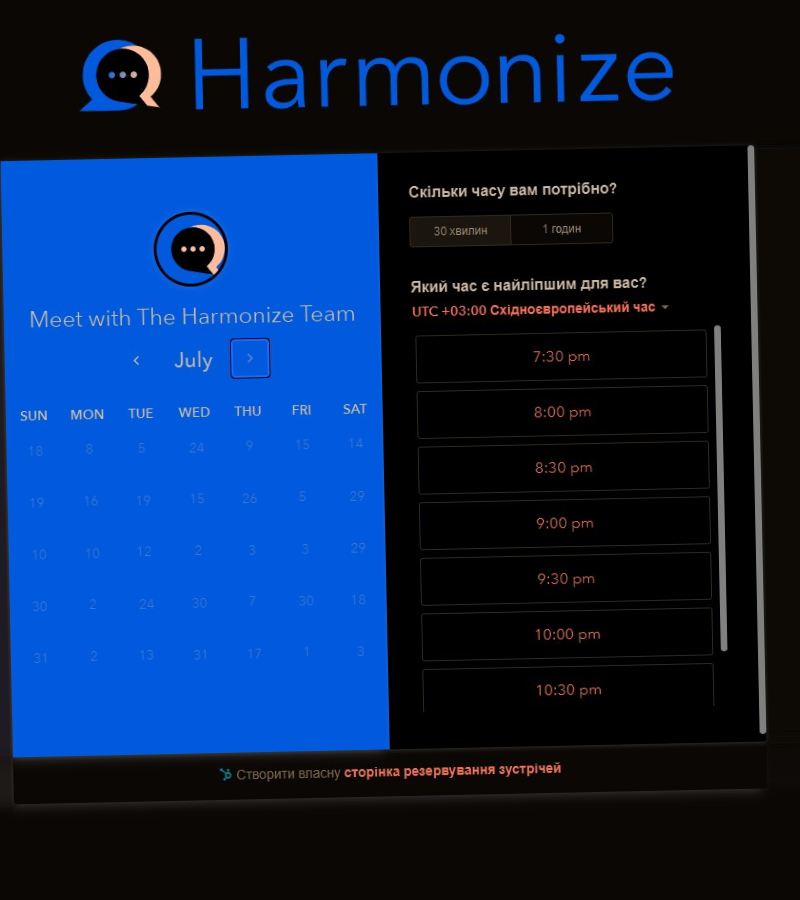 Harmonize
Meet with The Harmonize Team
July
SUN MON TUE WED THU FRI SAT
18 8 5 24 9 15 14
19 16 19 15 26 5 29
10 10 12 2 3 3 29
30 2 24 30 7 30 18
31 2 13 31 17 1 3
Скільки часу вам потрібно?
30 хвилин 1 годин
Який час є найліпшим для вас?
UTC +03:00 Східноєвропейський час
7:30 pm
8:00 pm
8:30 pm
9:00 pm
9:30 pm
10:00 pm
10:30 pm
Створити власну сторінка резервування зустрічей